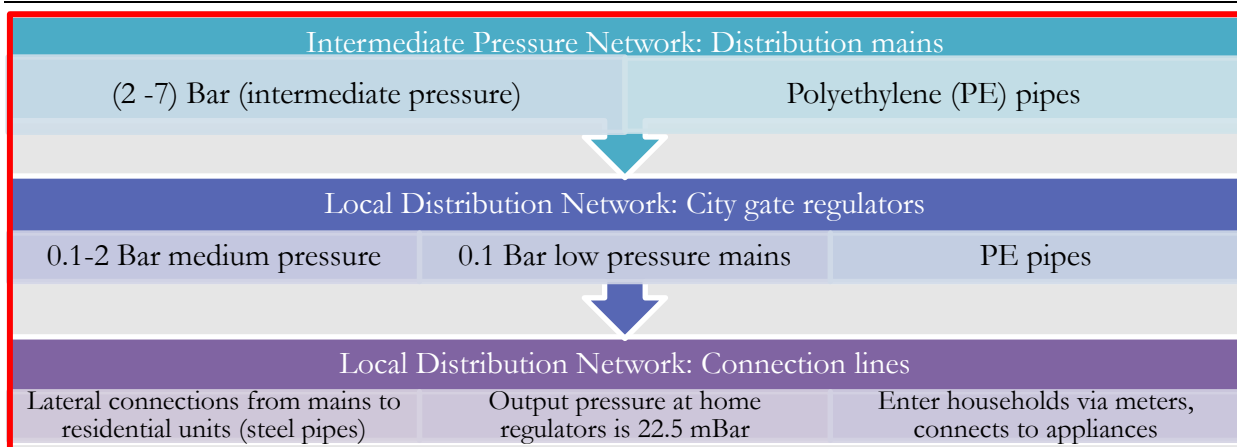 Intermediate Pressure Network: Distribution mains
(2 -7) Bar (intermediate pressure)
Polyethylene (PE) pipes
Local Distribution Network: City gate regulators
0.1-2 Bar medium pressure
0.1 Bar low pressure mains
PE pipes
Local Distribution Network: Connection lines
Lateral connections from mains to
residential units (steel pipes)
Output pressure at home
regulators is 22.5 mBar
Enter households via meters,
connects to appliances